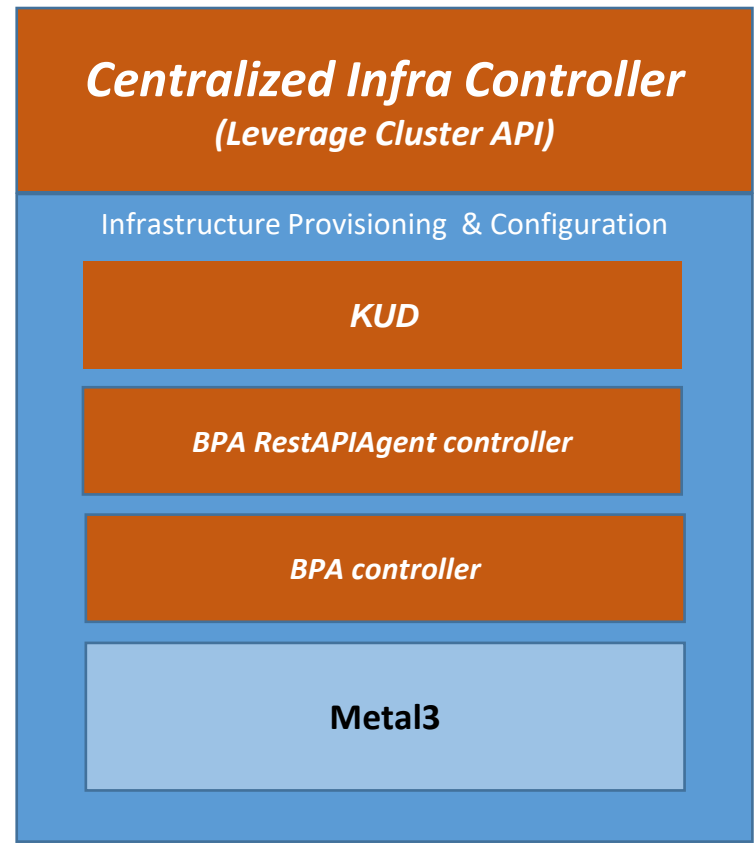 Centralized Infra Controller
(Leverage Cluster API)
Infrastructure Provisioning & Configuration
KUD
BPA RestAPIAgent controller
BPA controller
Metal3